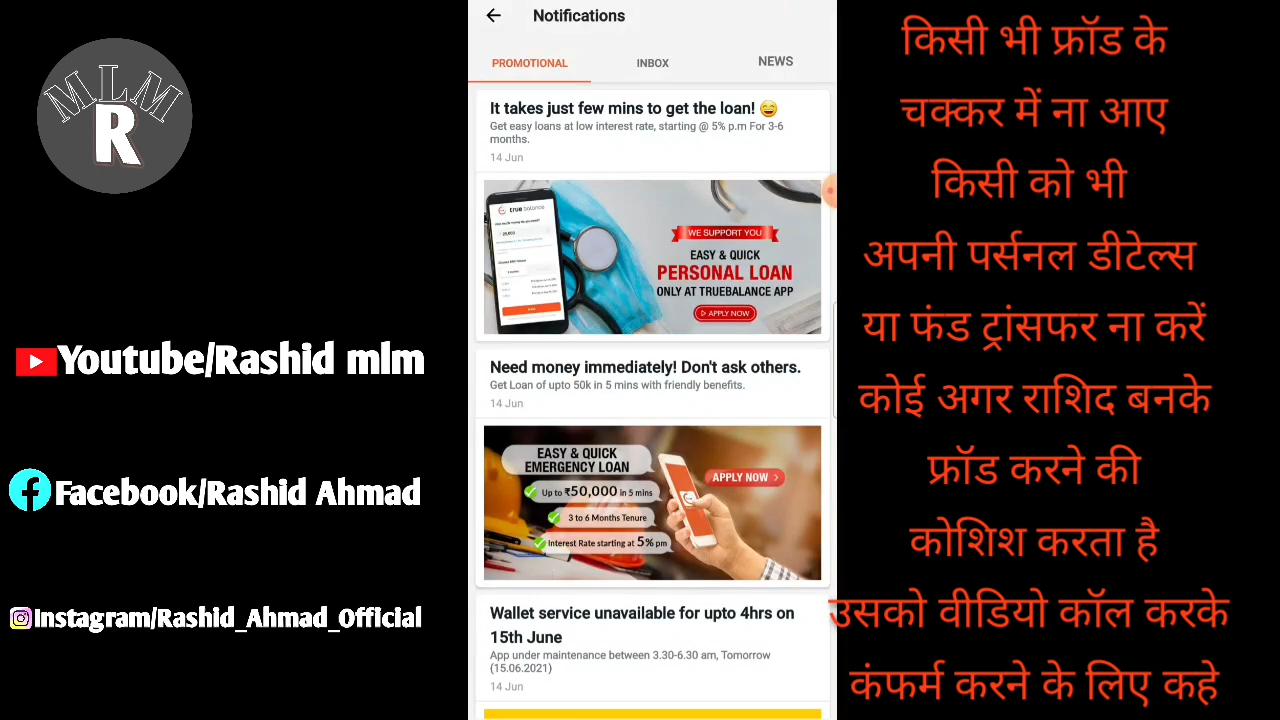 MLM
R
Youtube/Rashid mlm
Facebook/Rashid Ahmad
Instagram/Rashid_Ahmad_Official
Notifications
PROMOTIONAL
INBOX
NEWS
It takes just few mins to get the loan! 😄
Get easy loans at low interest rate, starting @ 5% p.m For 3-6
months.
14 Jun
true balance
WE SUPPORT YOU
EASY & QUICK
PERSONAL LOAN
ONLY AT TRUEBALANCE APP
APPLY NOW
Need money immediately! Don't ask others.
Get Loan of upto 50k in 5 mins with friendly benefits.
14 Jun
EASY & QUICK
EMERGENCY LOAN
Up to ₹50,000 in 5 mins
3 to 6 Months Tenure
Interest Rate starting at 5% pm
APPLY NOW >
Wallet service unavailable for upto 4hrs on
15th June
App under maintenance between 3.30-6.30 am, Tomorrow
(15.06.2021)
14 Jun
किसी भी फ्रॉड के
चक्कर में ना आए
किसी को भी
अपनी पर्सनल डीटेल्स
या फंड ट्रांसफर ना करें
कोई अगर राशिद बनके
फ्रॉड करने की
कोशिश करता है
उसको वीडियो कॉल करके
कंफर्म करने के लिए कहे